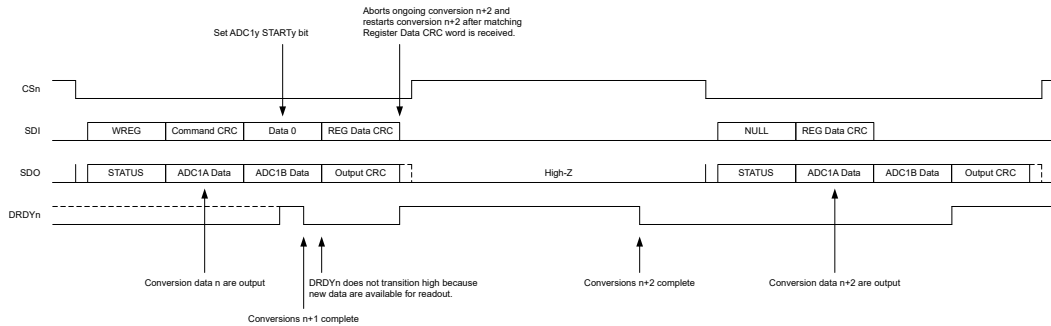 Aborts ongoing conversion n+2 and
restarts conversion n+2 after matching
Register Data CRC word is received.
Set ADC1y STARTy bit
CSn
SDI WREG Command CRC Data 0 REG Data CRC NULL REG Data CRC
SDO STATUS ADC1A Data ADC1B Data Output CRC High-Z STATUS ADC1A Data ADC1B Data Output CRC
DRDYn
Conversion data n are output
DRDYn does not transition high because
new data are available for readout.
Conversions n+2 complete
Conversion data n+2 are output
Conversions n+1 complete